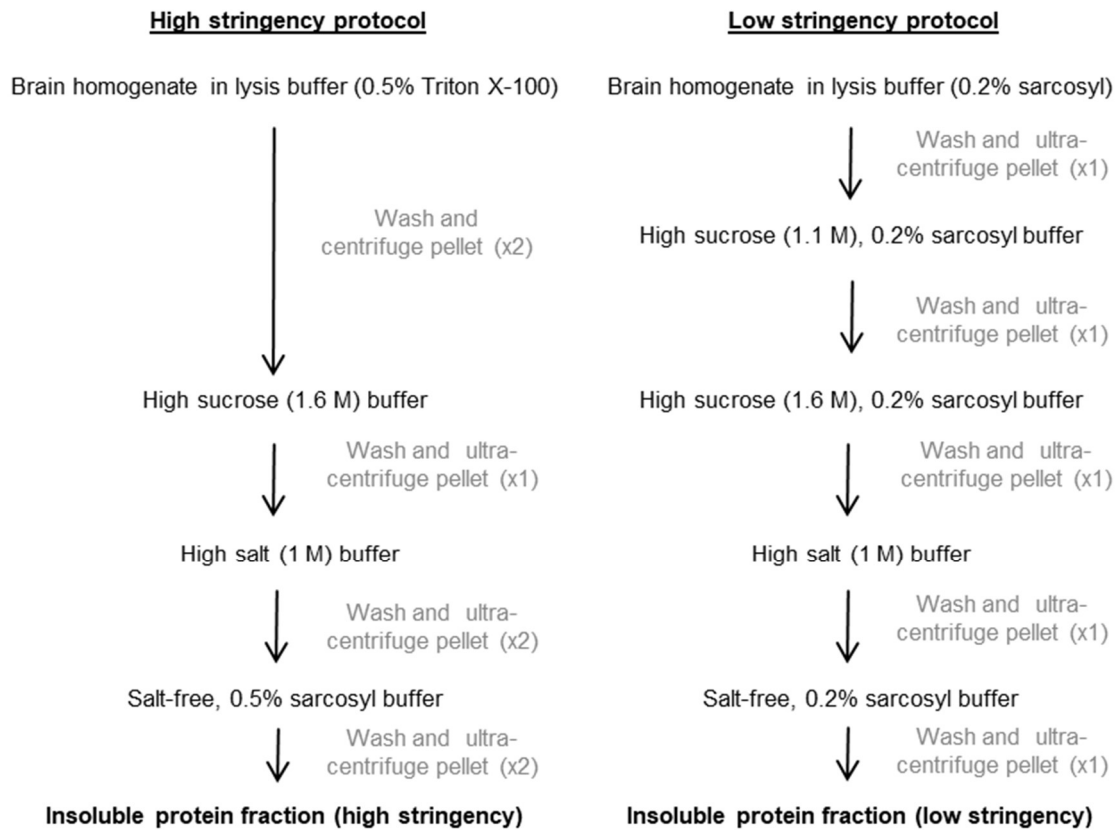 High stringency protocol
Low stringency protocol
Brain homogenate in lysis buffer (0.5% Triton X-100)
Brain homogenate in lysis buffer (0.2% sarcosyl)
Wash and ultra-
centrifuge pellet (x1)
Wash and
centrifuge pellet (x2)
High sucrose (1.1 M), 0.2% sarcosyl buffer
Wash and ultra-
centrifuge pellet (x1)
High sucrose (1.6 M) buffer
High sucrose (1.6 M), 0.2% sarcosyl buffer
Wash and ultra-
centrifuge pellet (x1)
Wash and ultra-
centrifuge pellet (x1)
High salt (1 M) buffer
High salt (1 M) buffer
Wash and ultra-
centrifuge pellet (x2)
Wash and ultra-
centrifuge pellet (x1)
Salt-free, 0.5% sarcosyl buffer
Salt-free, 0.2% sarcosyl buffer
Wash and ultra-
centrifuge pellet (x2)
Wash and ultra-
centrifuge pellet (x1)
Insoluble protein fraction (high stringency)
Insoluble protein fraction (low stringency)